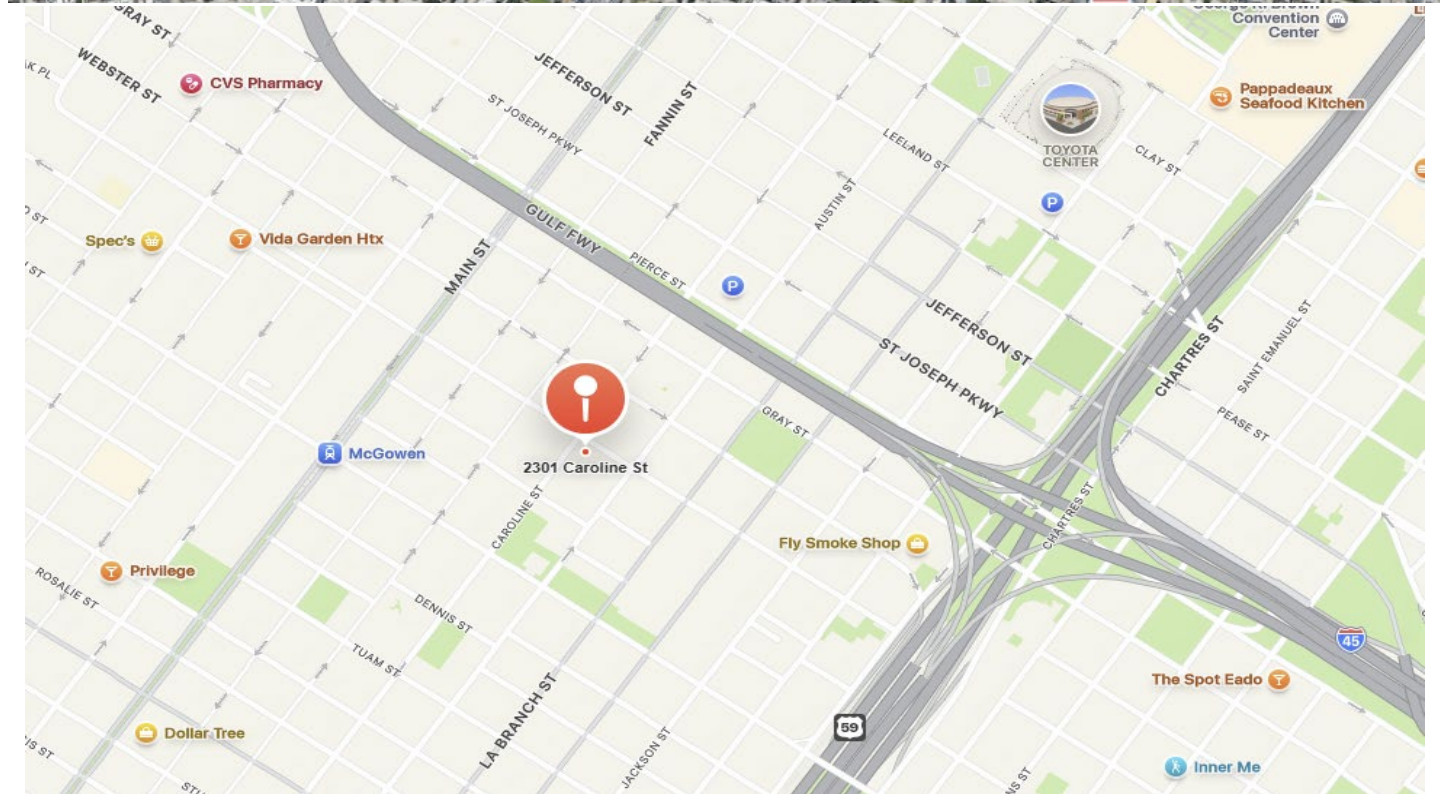 GRAY ST
WEBSTER ST
CVS Pharmacy
JEFFERSON ST
ST JOSEPH PKWY
FANNIN ST
Convention
Center
Pappadeaux
Seafood Kitchen
TOYOTA
CENTER
LEELAND ST
CLAY ST
P
AUSTIN ST
Spec's
Vida Garden Htx
GULF FWY
MAIN ST
PIERCE ST
P
JEFFERSON ST
ST JOSEPH PKWY
CHARTRES ST
SAINT EMANUEL ST
PEASE ST
GRAY ST
McGowen
2301 Caroline St
CAROLINE ST
CHARTRES ST
Fly Smoke Shop
Privilege
ROSALIE ST
DENNIS ST
TUAM ST
45
The Spot Eado
LA BRANCH ST
59
Dollar Tree
JACKSON ST
Inner Me